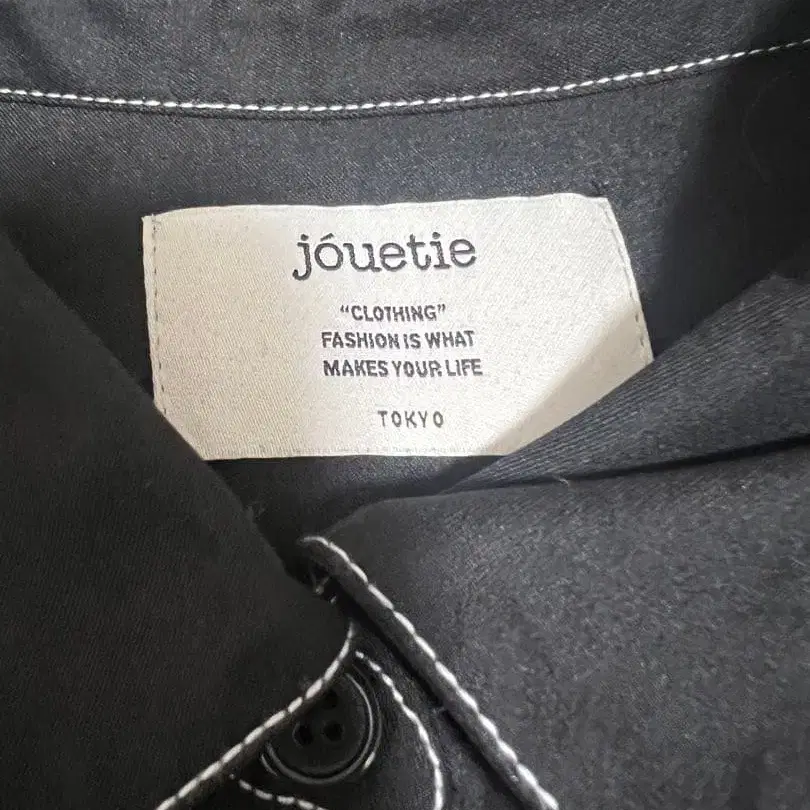 jóuetie
“CLOTHING”
FASHION IS WHAT
MAKES YOUR LIFE
TOKYO